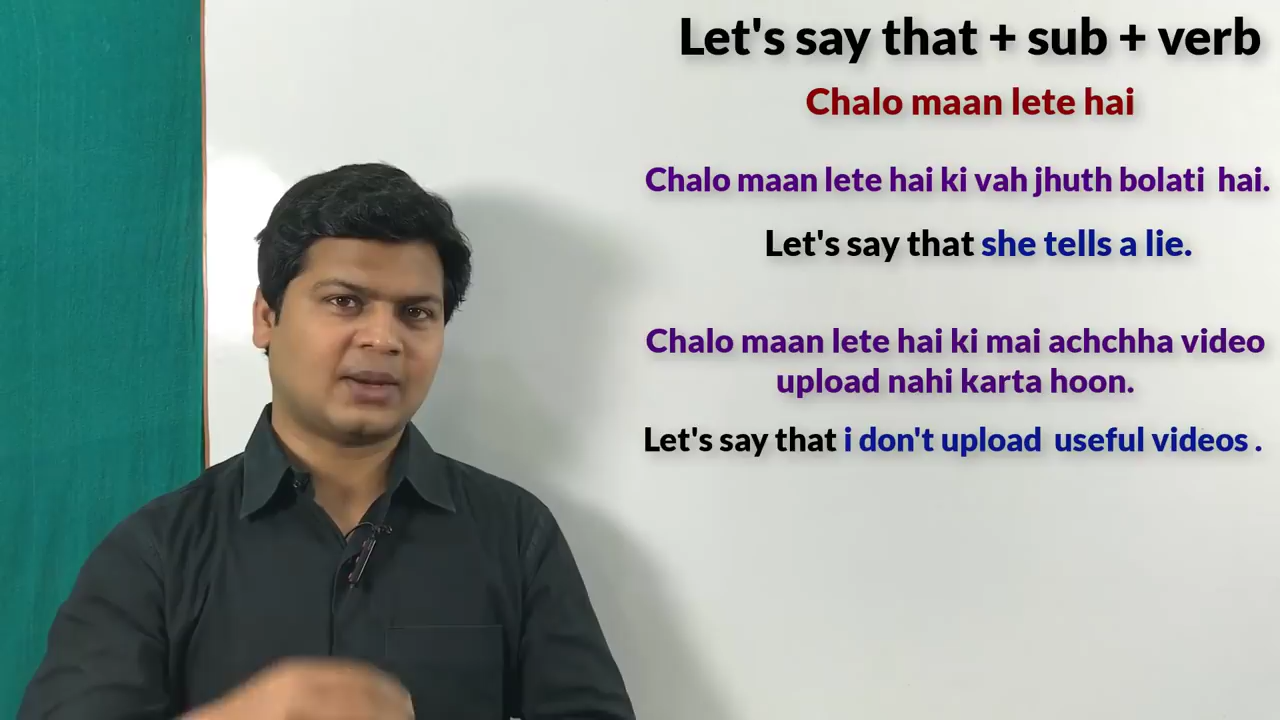 Let's say that + sub + verb
Chalo maan lete hai
Chalo maan lete hai ki vah jhuth bolati hai.
Let's say that she tells a lie.
Chalo maan lete hai ki mai achchha video
upload nahi karta hoon.
Let's say that i don't upload useful videos .